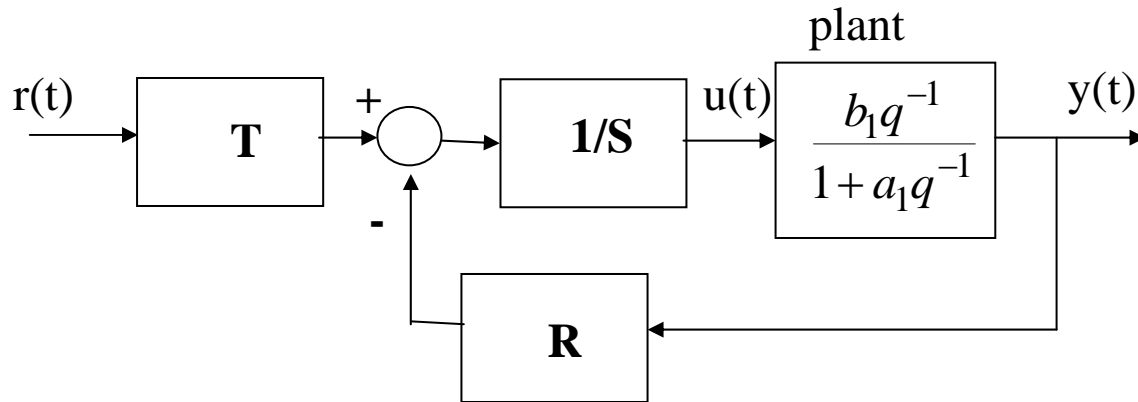 plant
r(t)
T
+
-
1/S
u(t)
b₁q⁻¹
1 + a₁q⁻¹
y(t)
R